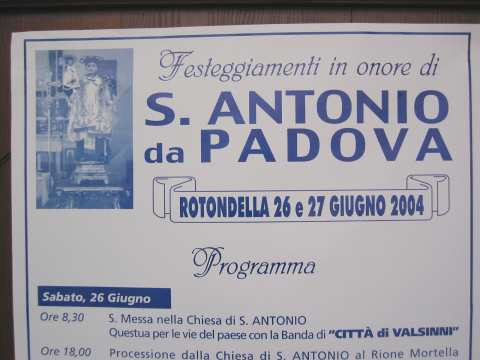 Festeggiamenti in onore di
S. ANTONIO
da PADOVA
ROTONDELLA 26 e 27 GIUGNO 2004
Programma
Sabato, 26 Giugno
Ore 8,30 S. Messa nella Chiesa di S. ANTONIO
Questua per le vie del paese con la Banda di "CITTÀ di VALSINNI"
Ore 18,00 Processione dalla Chiesa di S. ANTONIO al Rione Mortella